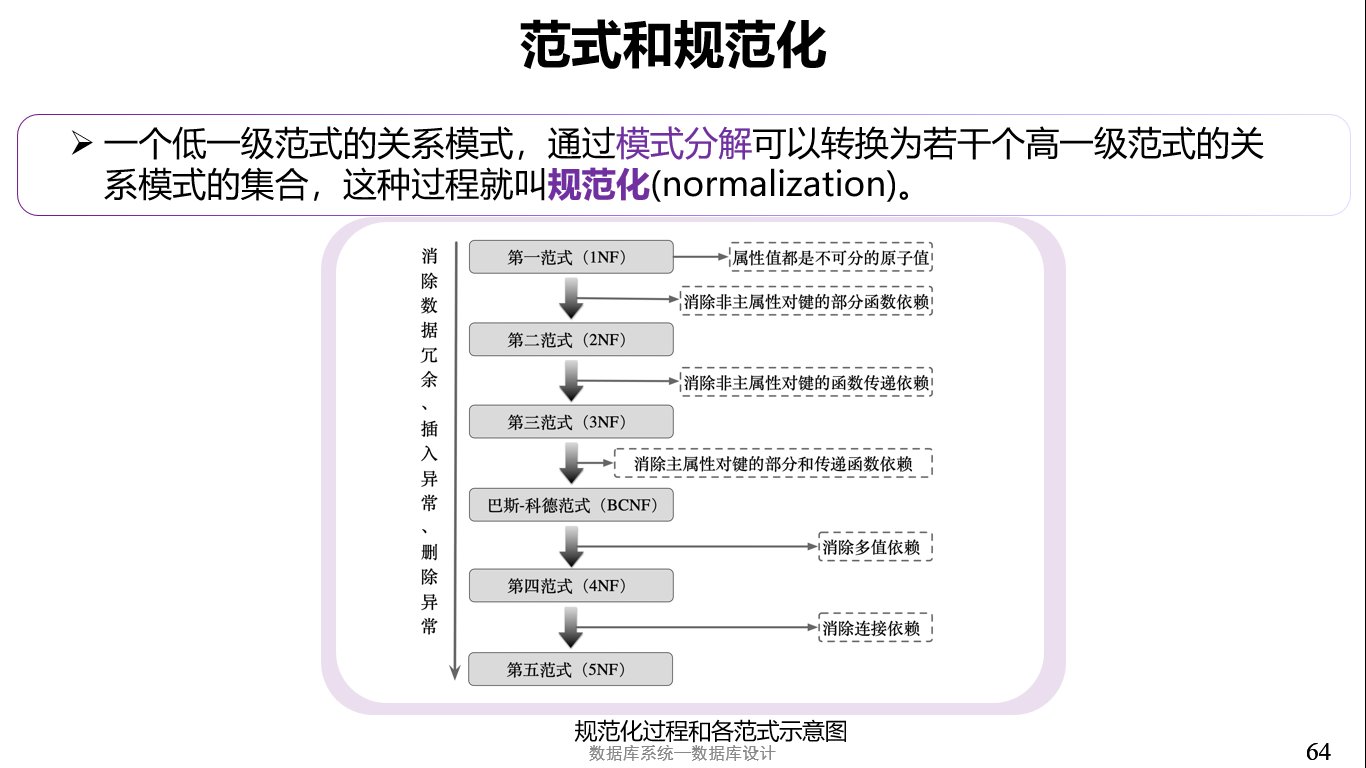 范式和规范化
➢ 一个低一级范式的关系模式，通过模式分解可以转换为若干个高一级范式的关
系模式的集合，这种过程就叫规范化(normalization)。
消除数据冗余、插入异常、删除异常
第一范式（1NF）
属性值都是不可分的原子值
消除非主属性对键的部分函数依赖
第二范式（2NF）
消除非主属性对键的函数传递依赖
第三范式（3NF）
消除主属性对键的部分和传递函数依赖
巴斯-科德范式（BCNF）
消除多值依赖
第四范式（4NF）
消除连接依赖
第五范式（5NF）
规范化过程和各范式示意图
数据库系统—数据库设计
64